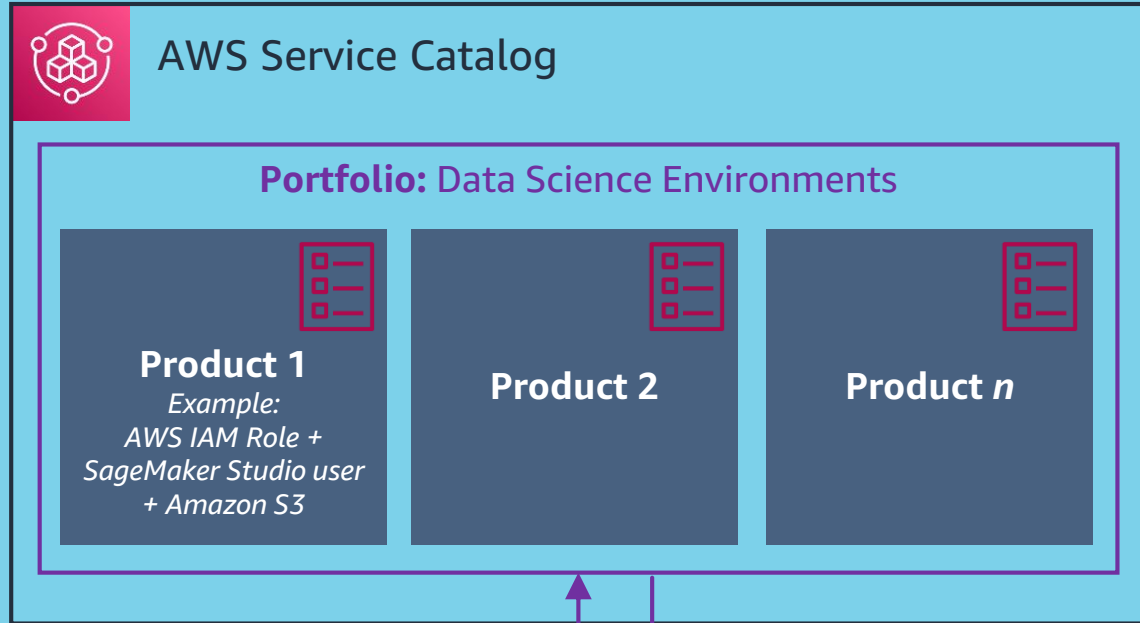 AWS Service Catalog
Portfolio: Data Science Environments
Product 1
Example:
AWS IAM Role +
SageMaker Studio user
+ Amazon S3
Product 2
Product n